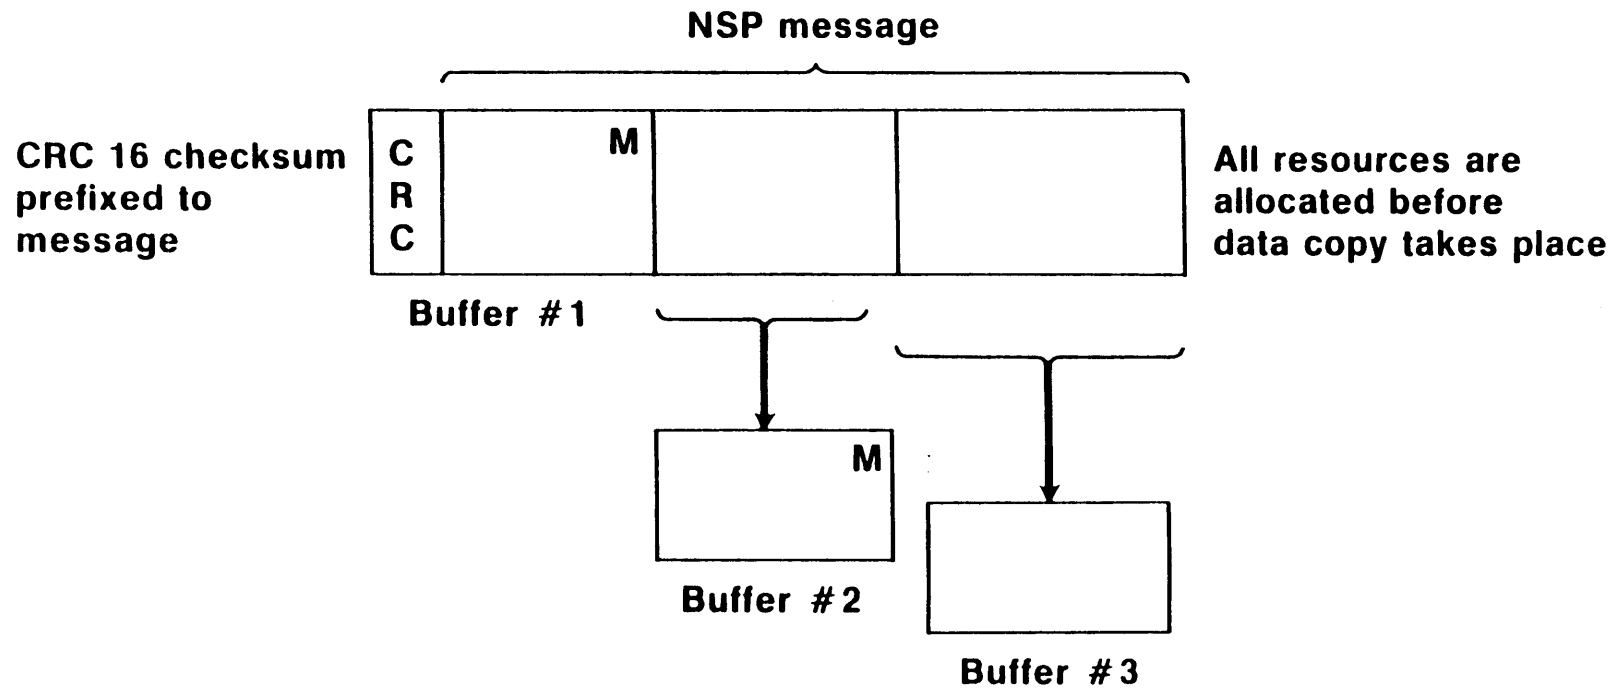 NSP message
CRC 16 checksum
prefixed to
message
C
R
C
M
All resources are
allocated before
data copy takes place
Buffer #1
M
Buffer #2
Buffer #3